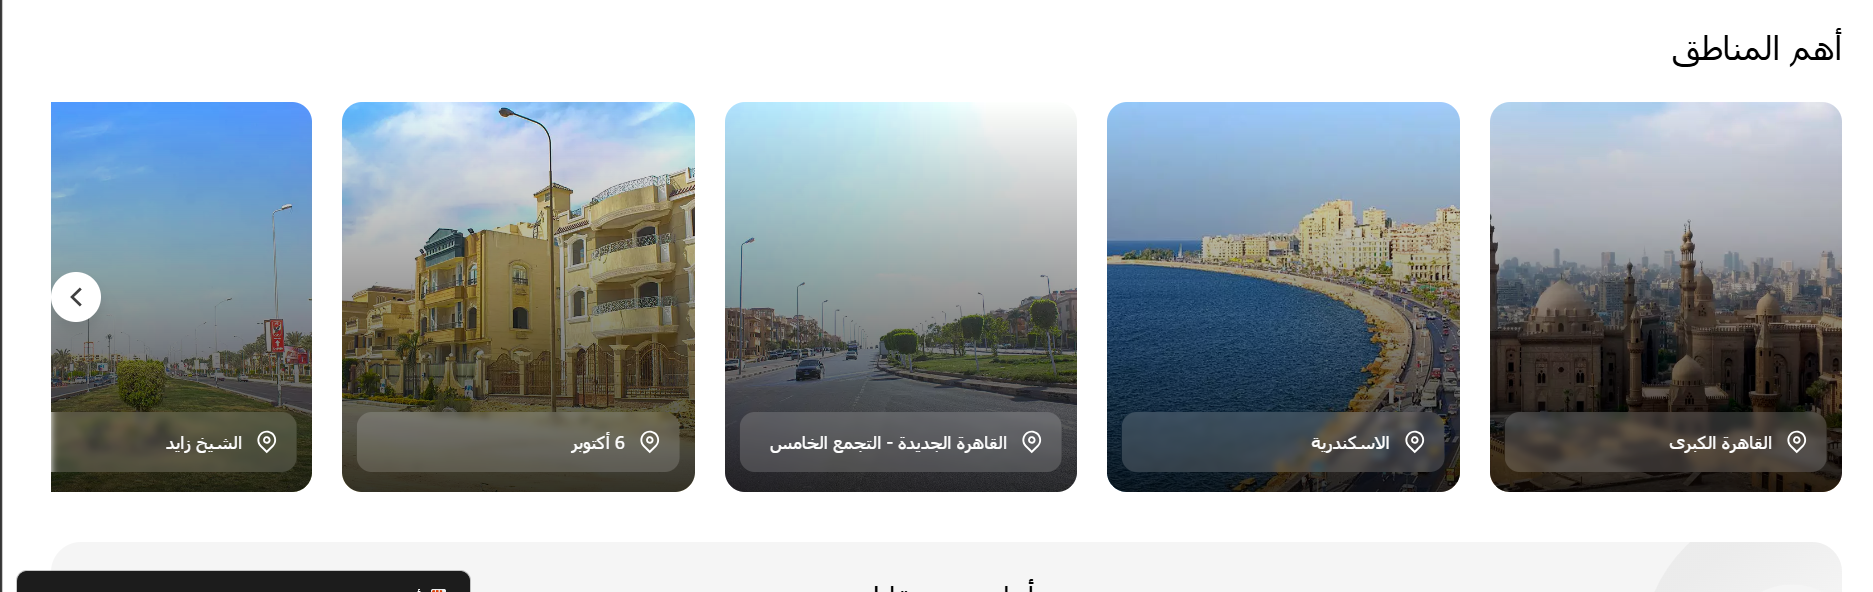 أهم المناطق
القاهرة الكبرى
الاسكندرية
القاهرة الجديدة - التجمع الخامس
6 أكتوبر
الشيخ زايد